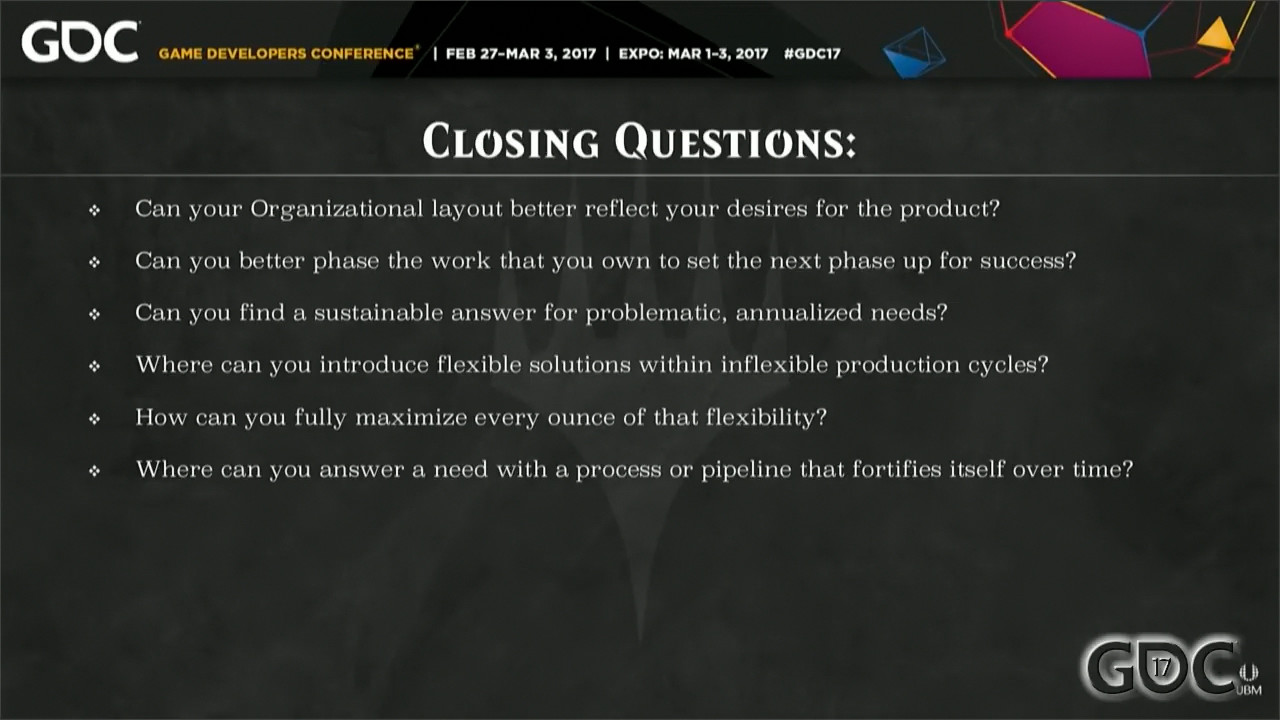 GDC GAME DEVELOPERS CONFERENCE® | FEB 27–MAR 3, 2017 | EXPO: MAR 1–3, 2017 #GDC17
CLOSING QUESTIONS:
❖ Can your Organizational layout better reflect your desires for the product?
❖ Can you better phase the work that you own to set the next phase up for success?
❖ Can you find a sustainable answer for problematic, annualized needs?
❖ Where can you introduce flexible solutions within inflexible production cycles?
❖ How can you fully maximize every ounce of that flexibility?
❖ Where can you answer a need with a process or pipeline that fortifies itself over time?
GDC 17
UBM